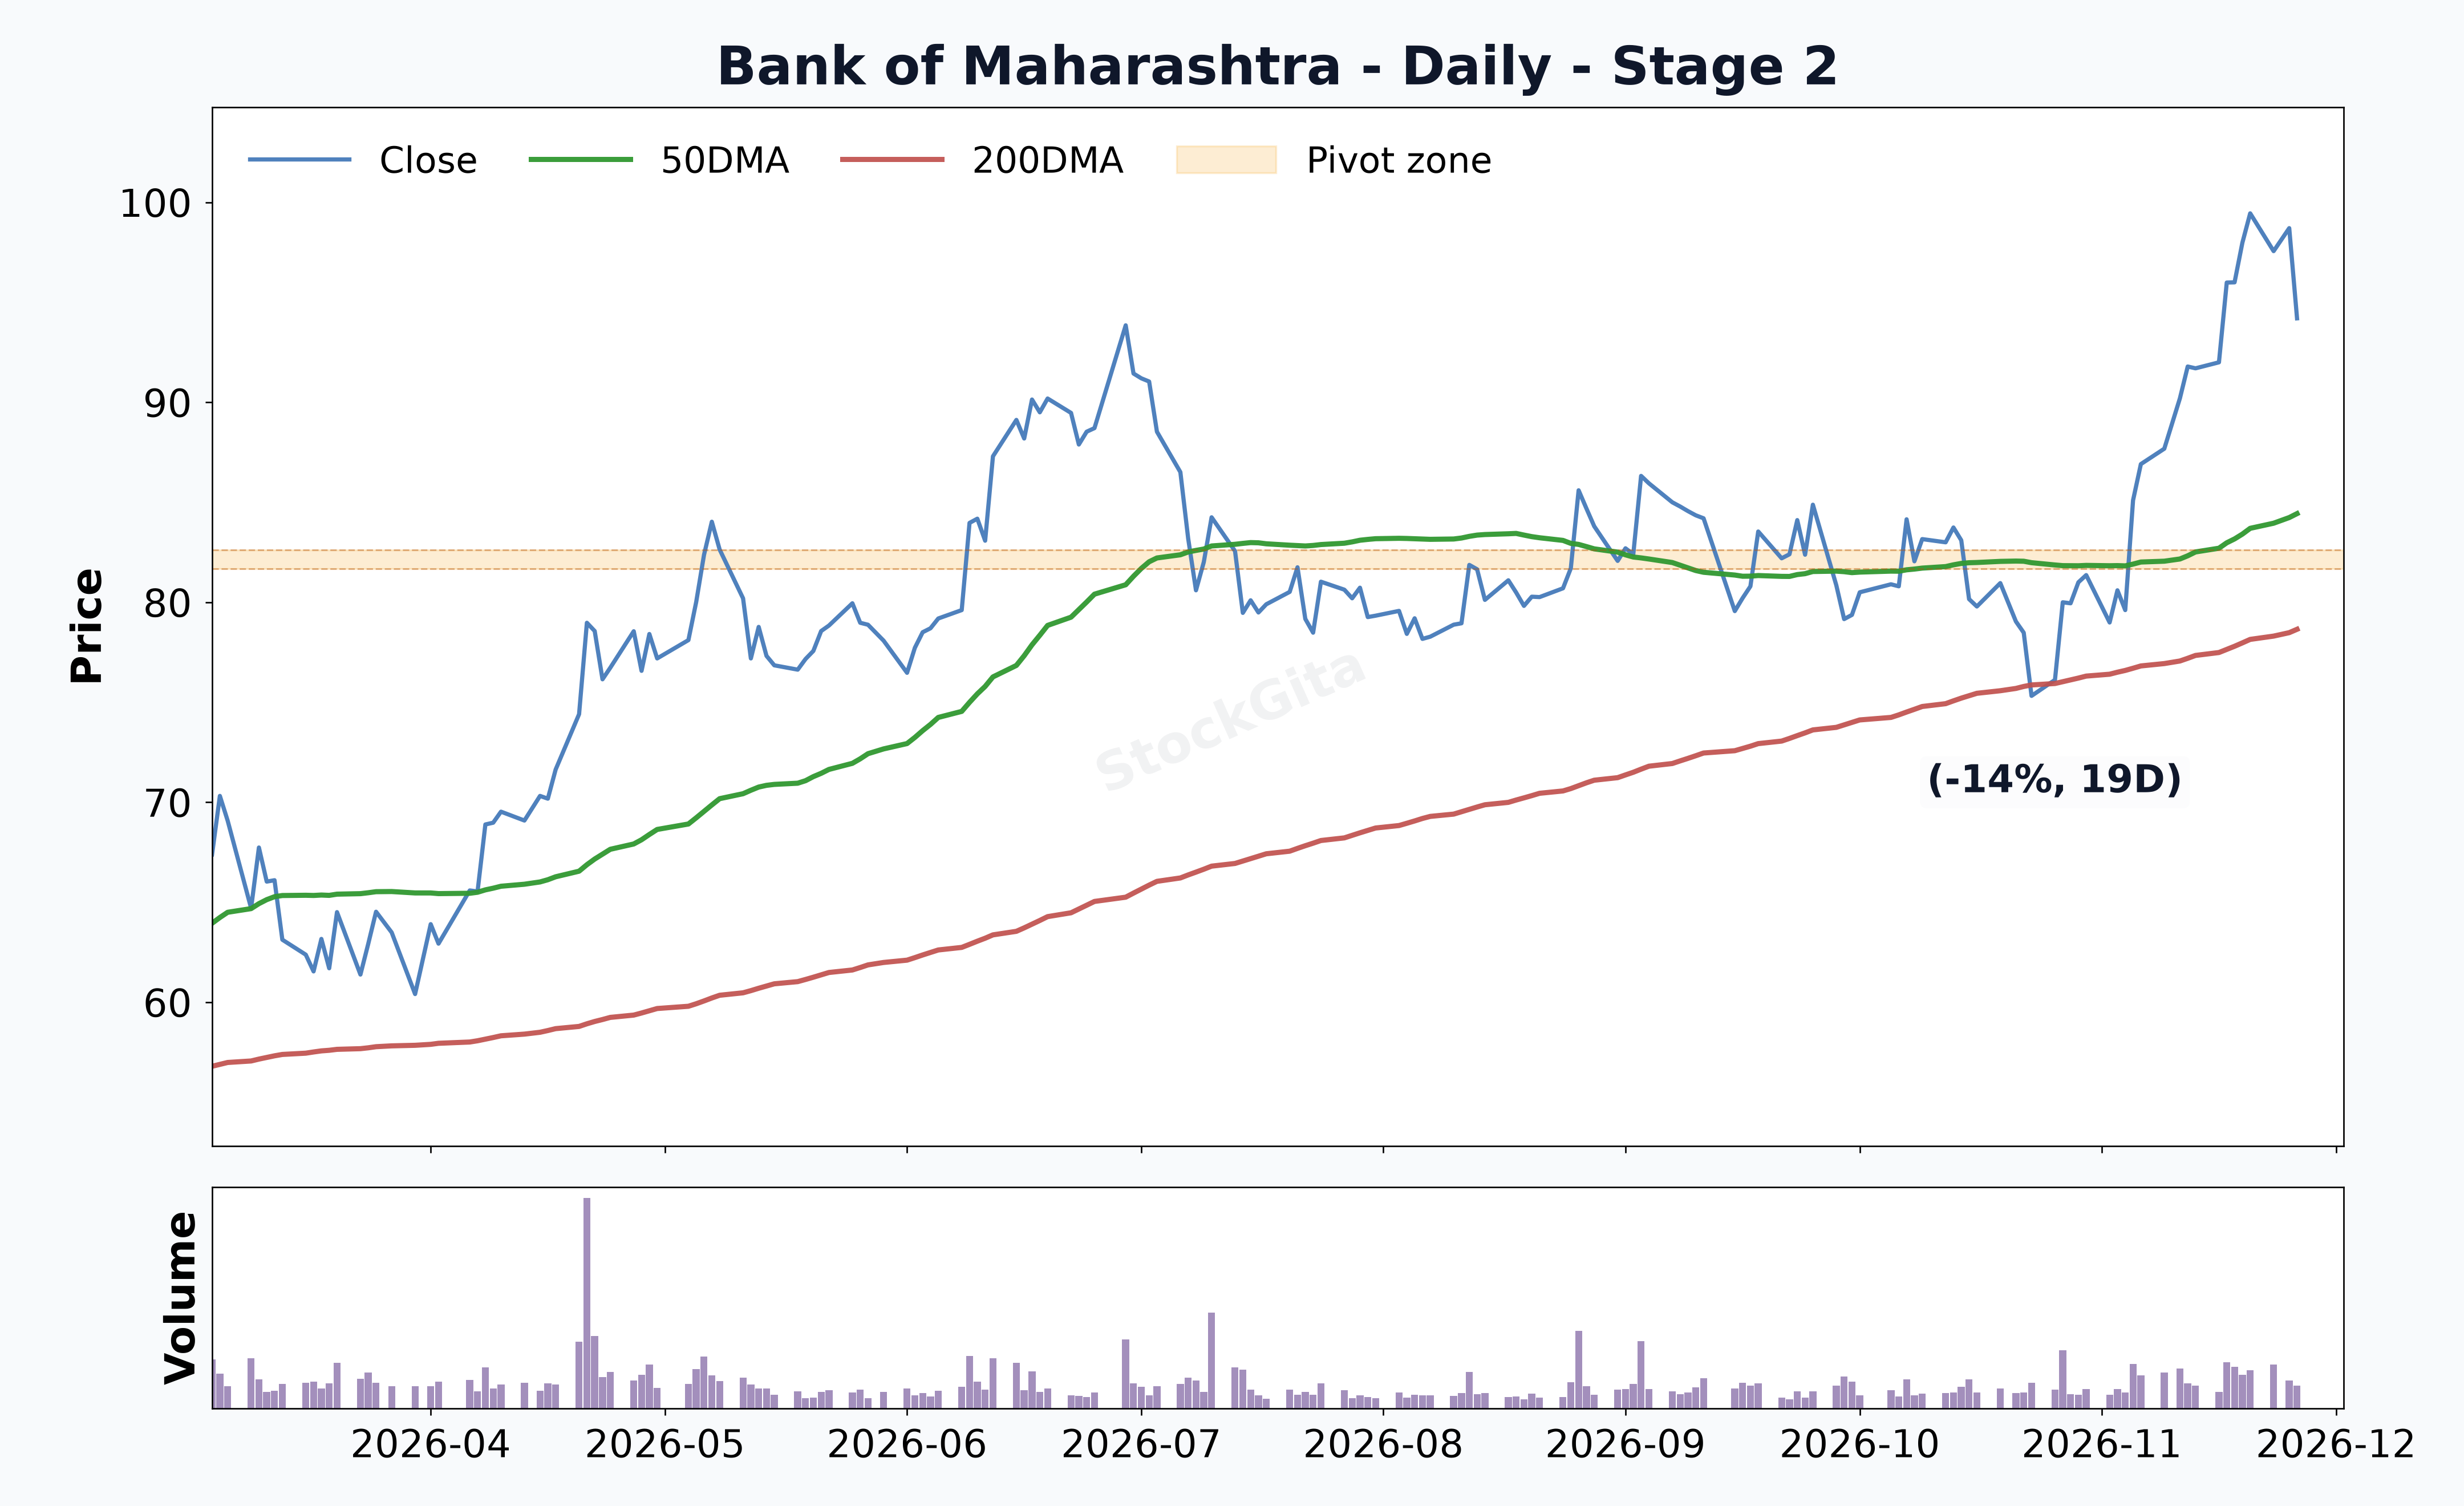 Bank of Maharashtra - Daily - Stage 2
Close 50DMA 200DMA Pivot zone
100
90
80
70
60
Price
StockGita
(-14%, 19D)
Volume
2026-04 2026-05 2026-06 2026-07 2026-08 2026-09 2026-10 2026-11 2026-12